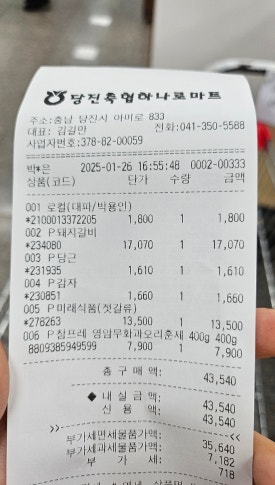 당진축협하나로마트
주소:충남 당진시 아미로 833
대표: 김길만 전화:041-350-5588
사업자번호:378-82-00059
박*은 2025-01-26 16:55:48 0002-00333
상품(코드) 단가 수량 금액
001 로컬(대파/박용인)
*2100013372205 1,800 1 1,800
002 P돼지갈비
*234080 17,070 1 17,070
003 P당근
*231935 1,610 1 1,610
004 P감자
*230851 1,660 1 1,660
005 P미래식품(젓갈류)
*278263 13,500 1 13,500
006 P참프레 영암무화과오리훈제 400g 400g
8809385949599 7,900 1 7,900
총 구 매 액: 43,540
◆ 내 실 금 액: 43,540
신 용 액: 43,540
>> <<
부가세면세물품가액: 35,640
부가세과세물품가액: 7,182
부 가 세: 718